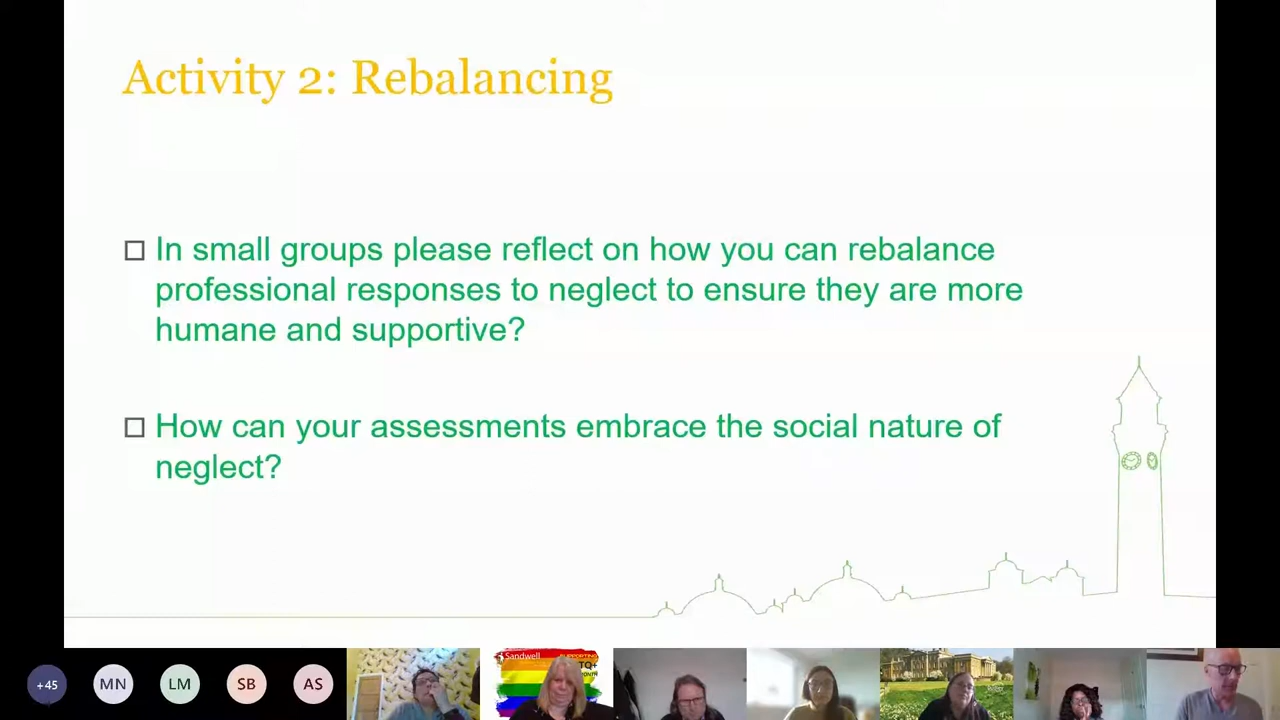 Activity 2: Rebalancing
In small groups please reflect on how you can rebalance
professional responses to neglect to ensure they are more
humane and supportive?
How can your assessments embrace the social nature of
neglect?
+45
MN
LM
SB
AS
Sandwell
SUPPORTING
TQ+